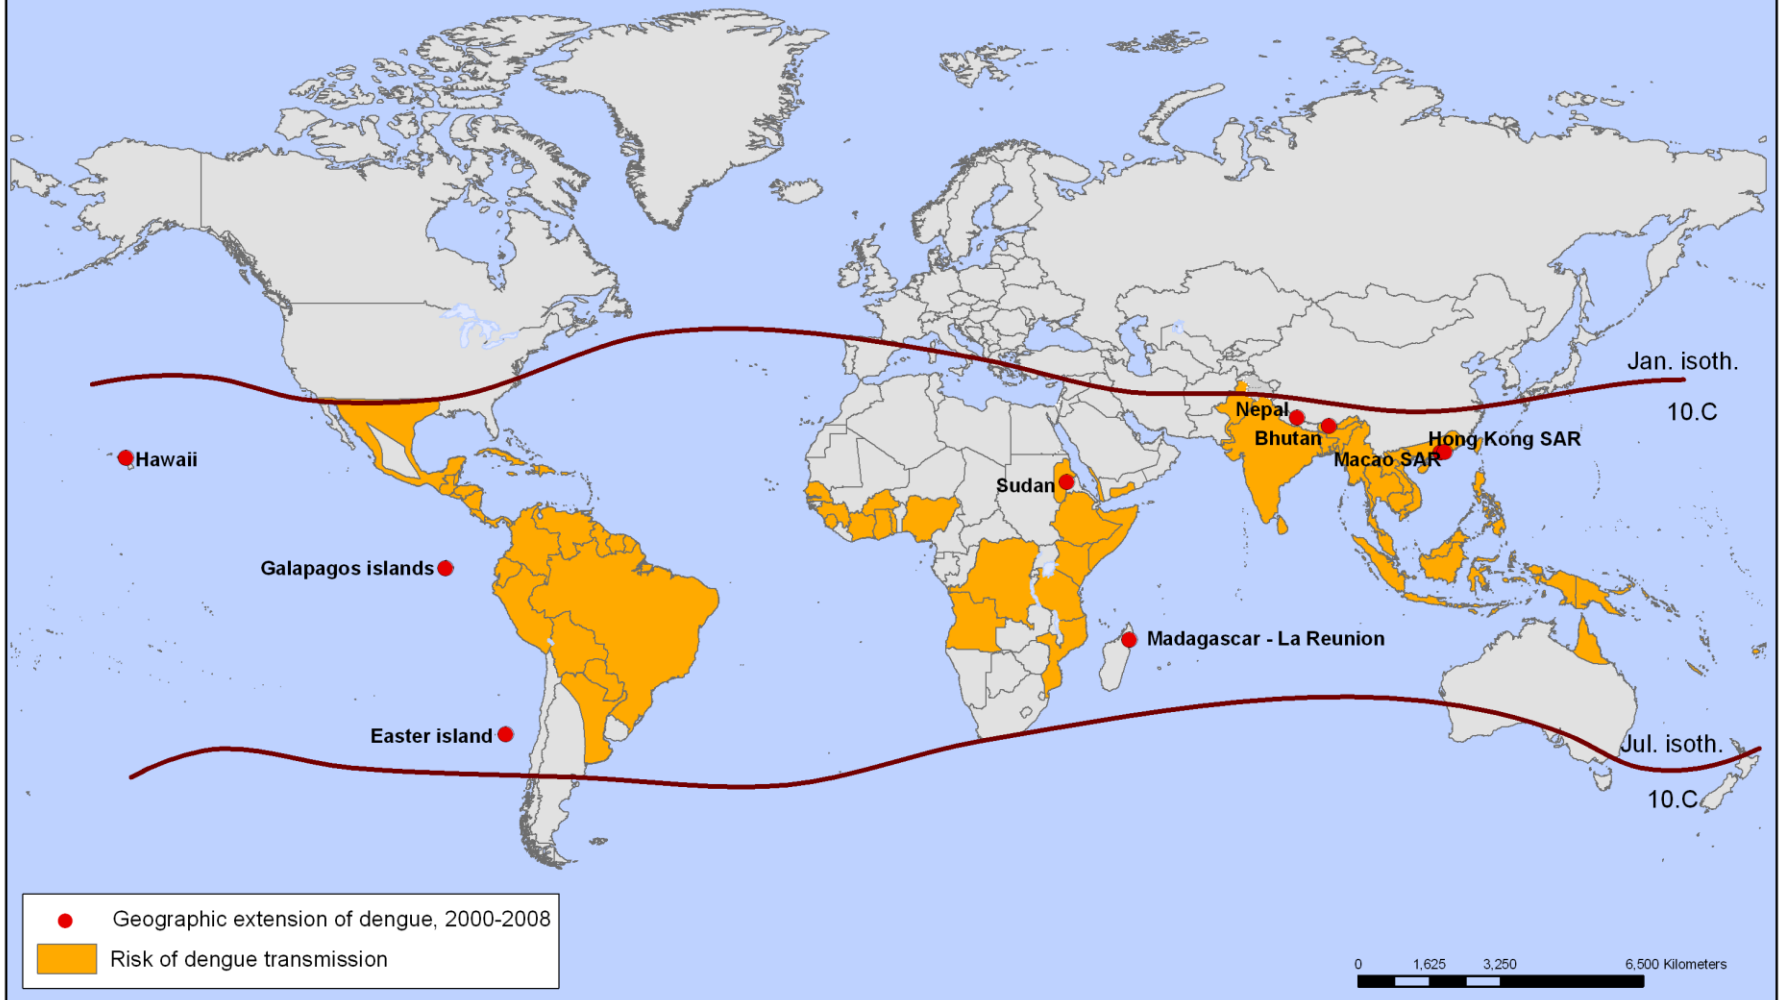 Jan. isoth.
10.C
Nepal
Bhutan
Hong Kong SAR
Macao SAR
Hawaii
Sudan
Galapagos islands
Madagascar - La Reunion
Easter island
Jul. isoth.
10.C
Geographic extension of dengue, 2000-2008
Risk of dengue transmission
0 1,625 3,250 6,500 Kilometers